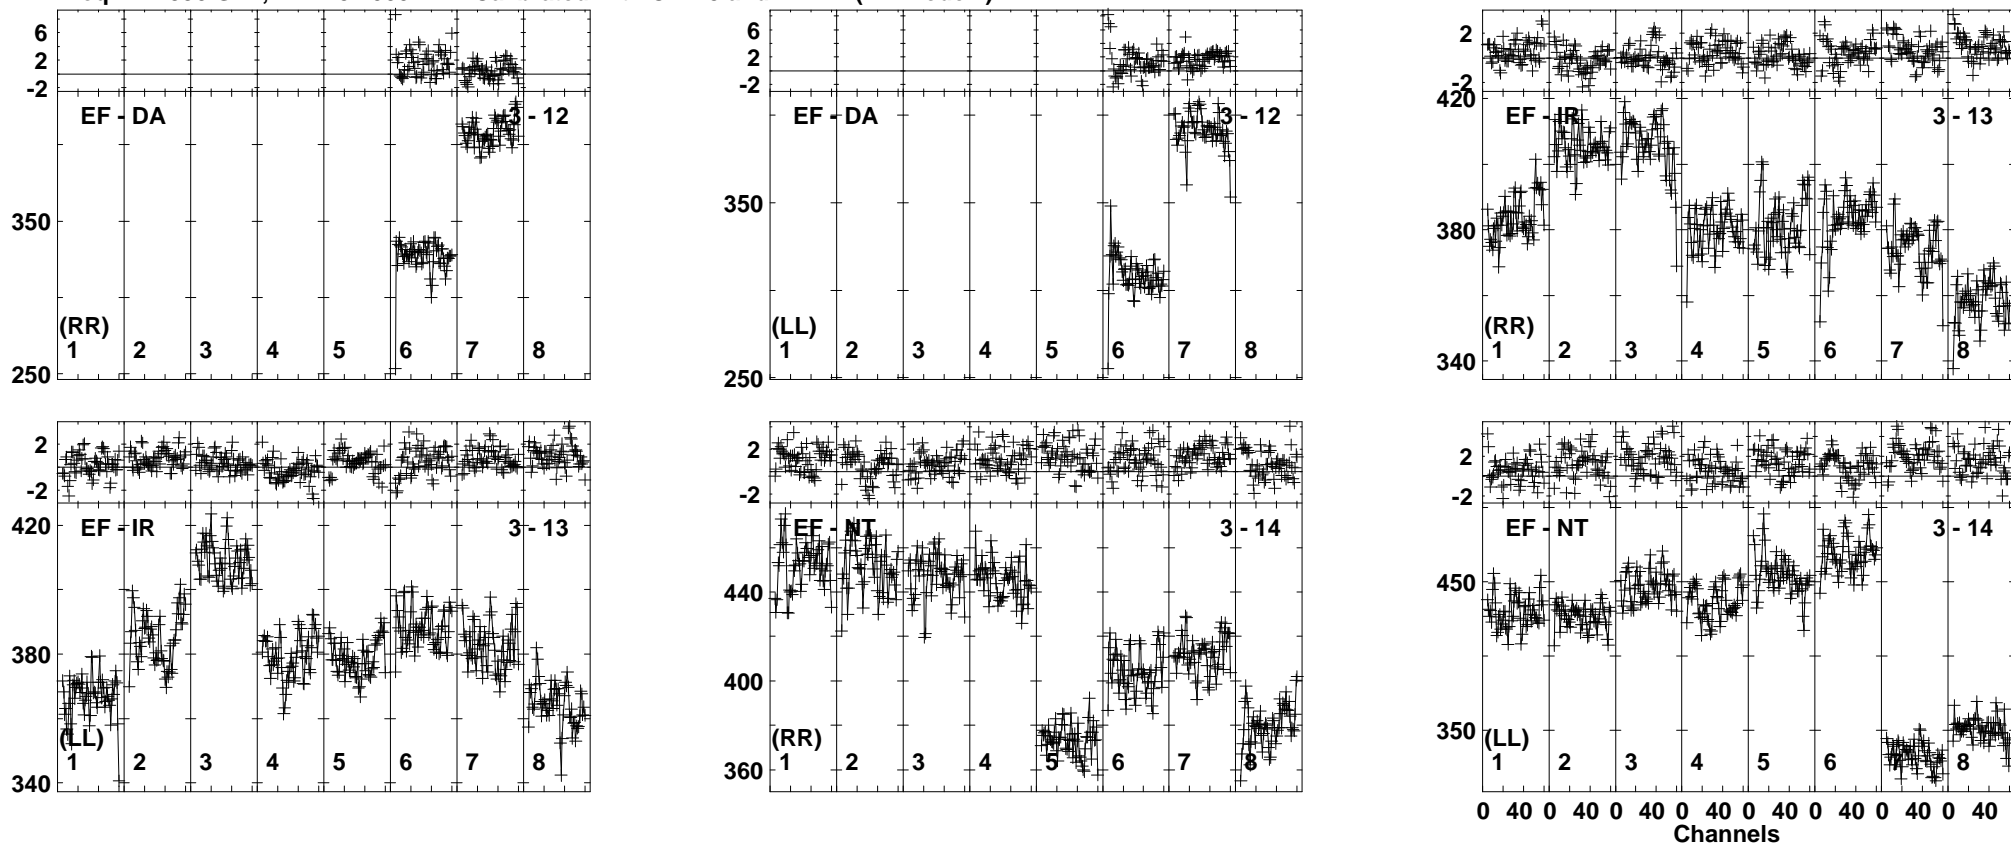 6
2
-2
EF - DA
3 - 12
350
(RR)
1 2 3 4 5 6 7 8
250
6
2
-2
EF - DA
3 - 12
350
(LL)
1 2 3 4 5 6 7 8
250
2
-2
420
EF - IR
3 - 13
380
(RR)
1 2 3 4 5 6 7 8
340
2
-2
420
EF - IR
3 - 13
380
(LL)
1 2 3 4 5 6 7 8
340
2
-2
EF - NT
3 - 14
440
400
(RR)
1 2 3 4 5 6 7 8
360
2
-2
EF - NT
3 - 14
450
350
(LL)
1 2 3 4 5 6 7 8
0 40 0 40 0 40 0 40 0 40 0 40 0 40 0 40
Channels